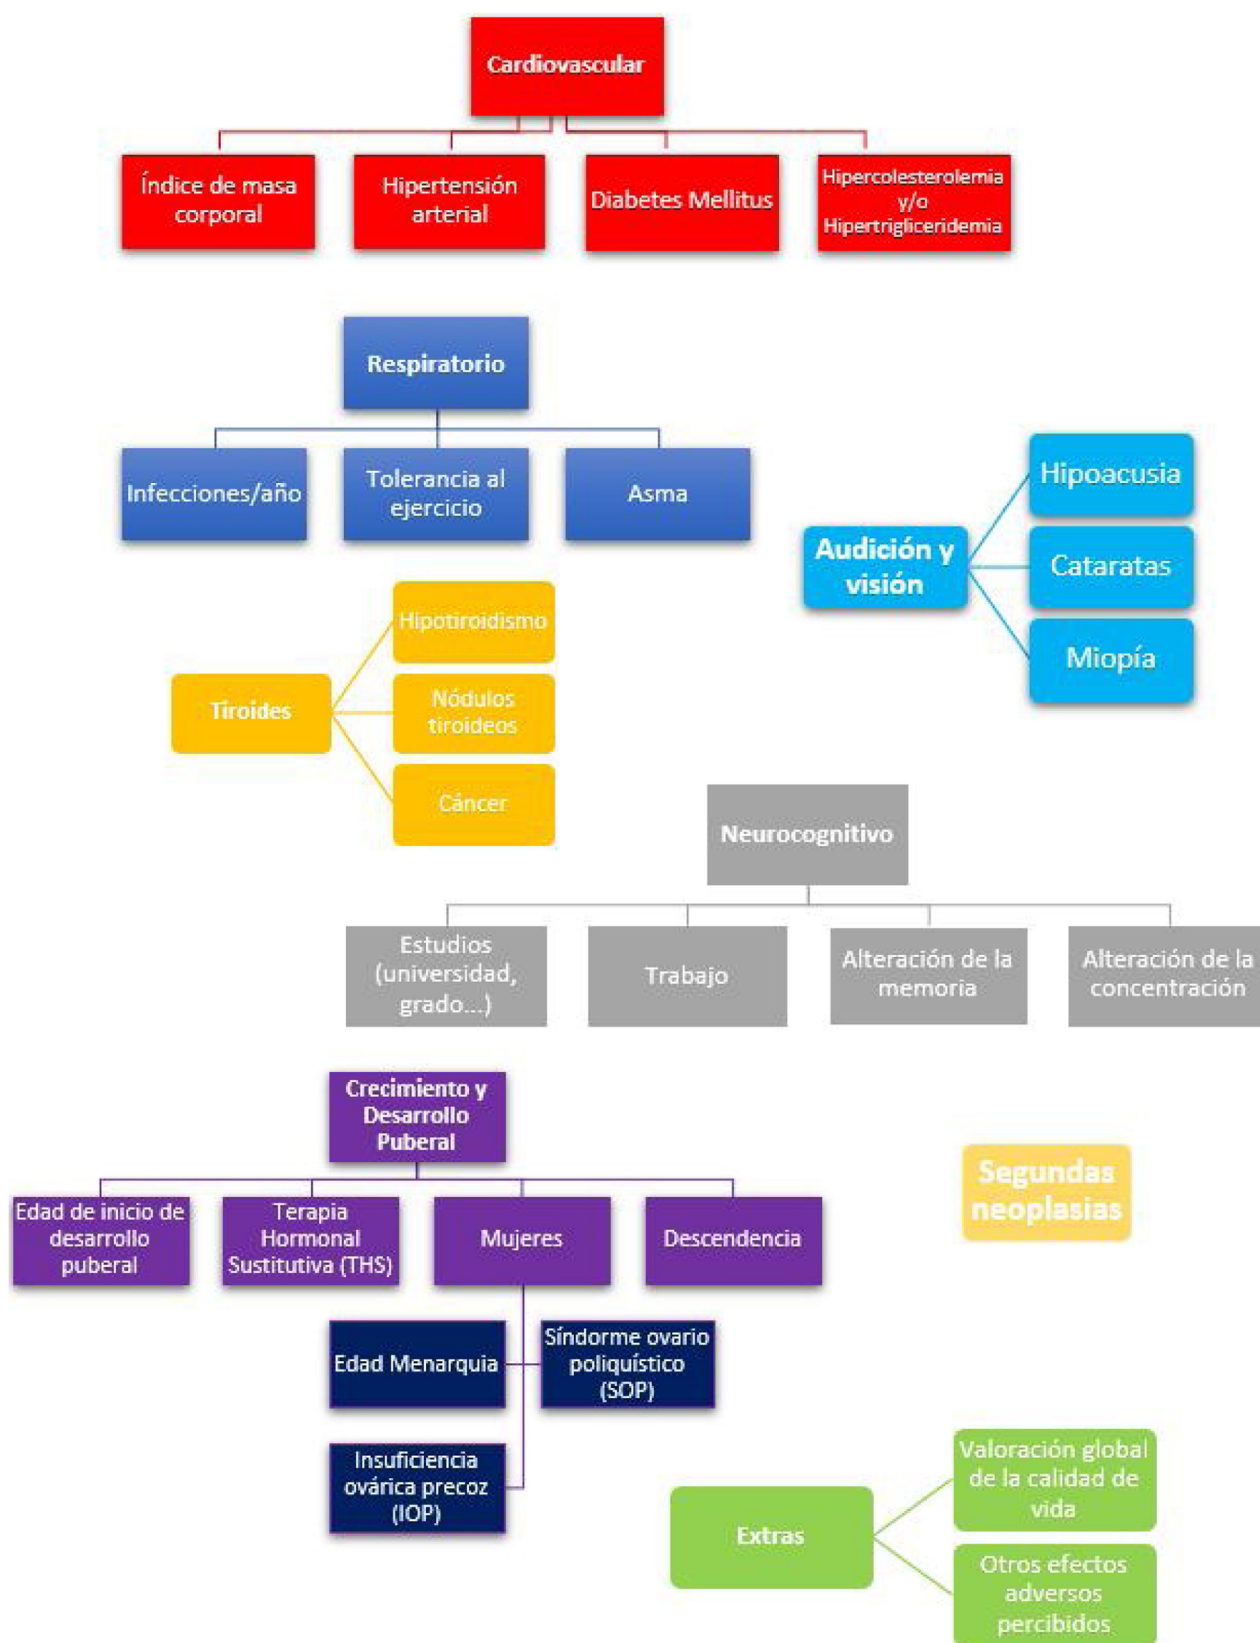 Cardiovascular
Índice de masa
corporal
Hipertensión
arterial
Diabetes Mellitus
Hipercolesterolemia
y/o
Hipertrigliceridemia
Respiratorio
Infecciones/año
Tolerancia al
ejercicio
Asma
Audición y
visión
Hipoacusia
Cataratas
Miopía
Tiroides
Hipotiroidismo
Nódulos
tiroideos
Cáncer
Neurocognitivo
Estudios
(universidad,
grado...)
Trabajo
Alteración de la
memoria
Alteración de la
concentración
Crecimiento y
Desarrollo
Puberal
Edad de inicio de
desarrollo
puberal
Terapia
Hormonal
Sustitutiva (THS)
Mujeres
Descendencia
Edad Menarquia
Síndorme ovario
poliquístico
(SOP)
Insuficiencia
ovárica precoz
(IOP)
Segundas
neoplasias
Extras
Valoración global
de la calidad de
vida
Otros efectos
adversos
percibidos